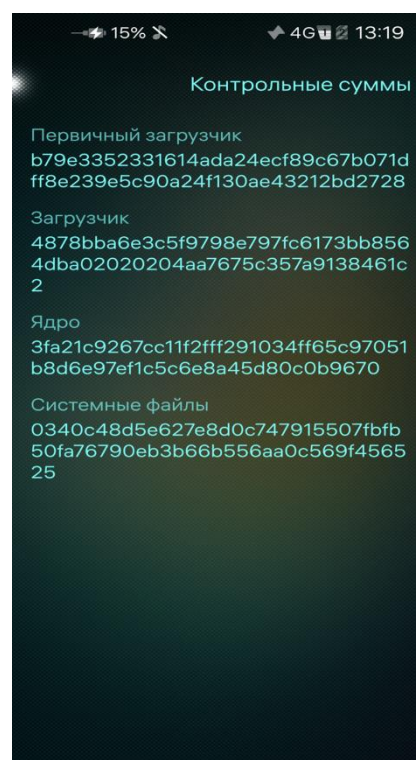 15% 4G 13:19
Контрольные суммы
Первичный загрузчик
b79e3352331614ada24ecf89c67b071d
ff8e239e5c90a24f130ae43212bd2728
Загрузчик
4878bba6e3c5f9798e797fc6173bb856
4dba02020204aa7675c357a9138461c
2
Ядро
3fa21c9267cc11f2fff291034ff65c97051
b8d6e97ef1c5c6e8a45d80c0b9670
Системные файлы
0340c48d5e627e8d0c747915507fbfb
50fa76790eb3b66b556aa0c569f4565
25